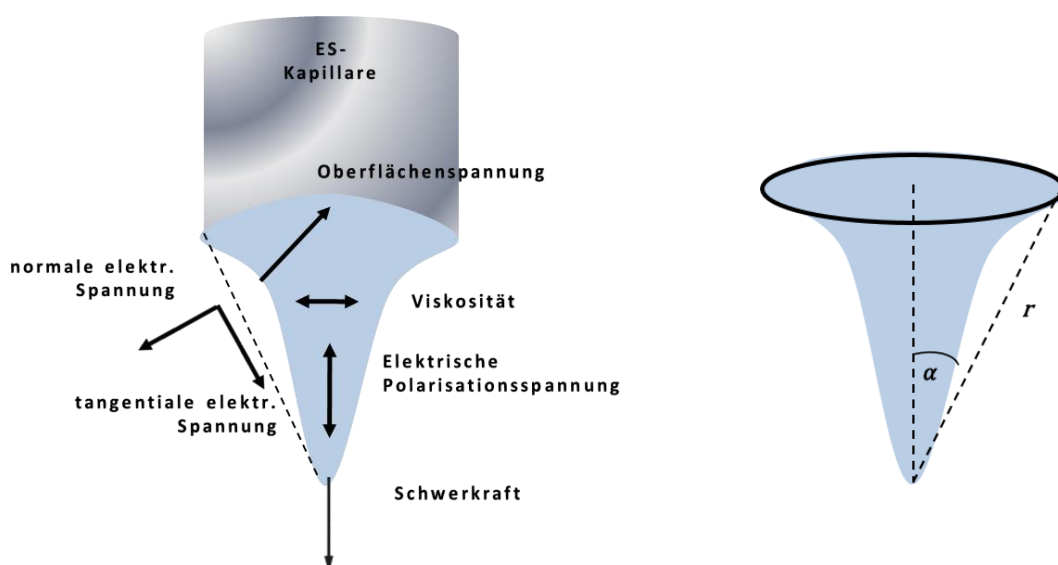 ES-
Kapillare
Oberflächenspannung
normale elektr.
Spannung
Viskosität
Elektrische
Polarisationsspannung
tangentiale elektr.
Spannung
Schwerkraft
r
α